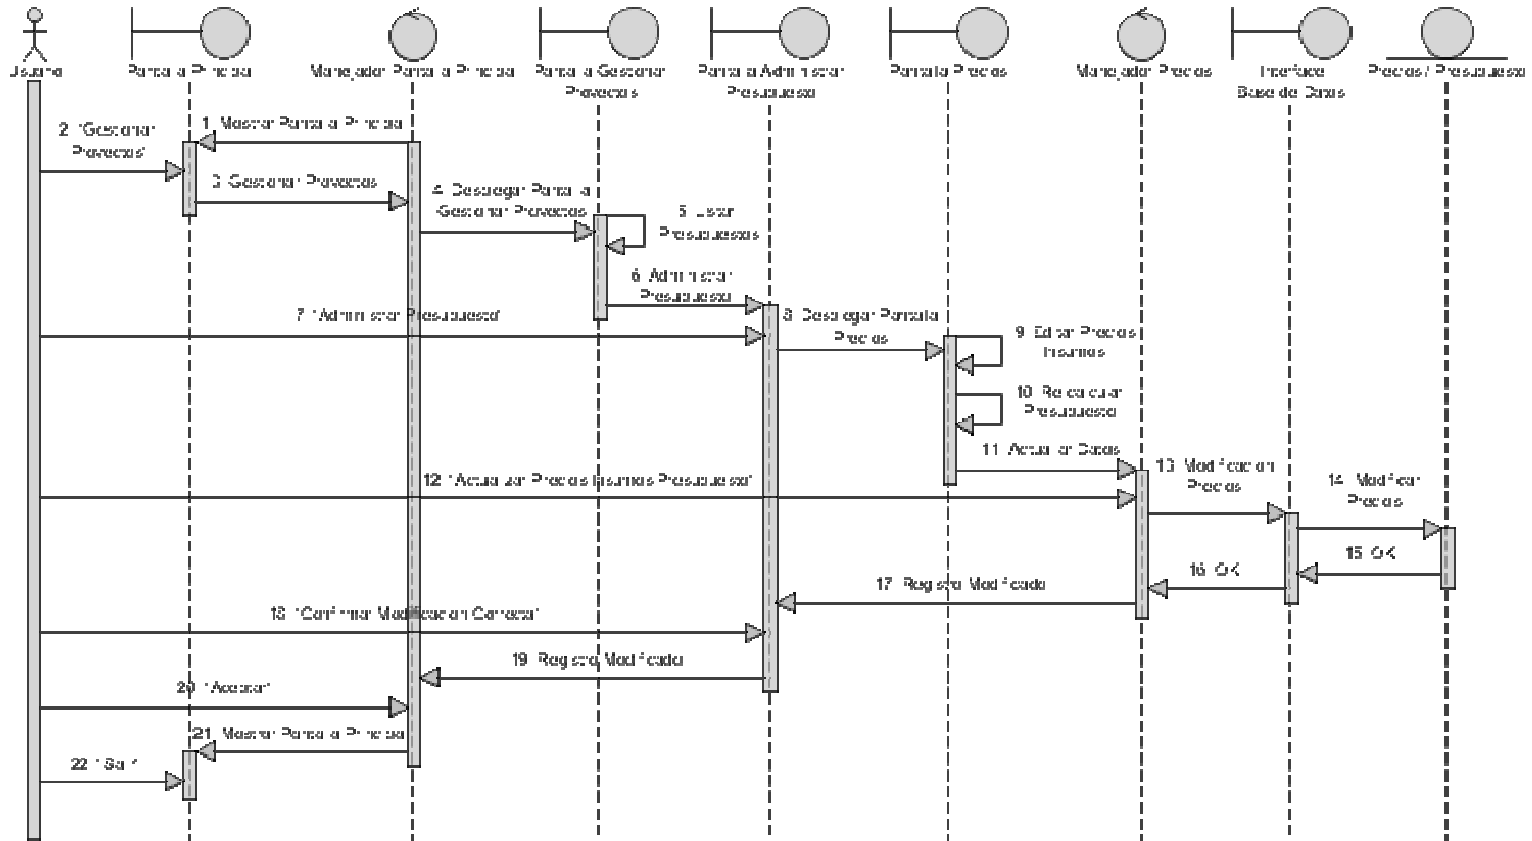 Usuario
Pantalla Principal
Manejador Pantalla Principal
Pantalla Gestionar
Proyectos
Pantalla Administrar
Presupuesto
Pantalla Precios
Manejador Precios
Interface
Base de Datos
Precios / Presupuesto
1 Mostrar Pantalla Principal
2 "Gestionar
Proyectos"
3 Gestionar Proyectos
4 Desplegar Pantalla
Gestionar Proyectos
5 Listar
Presupuestos
6 Administrar
Presupuesto
7 "Administrar Presupuesto"
8 Desplegar Pantalla
Precios
9 Editar Precios
Insumos
10 Recalcular
Presupuesto
11 Actualizar Datos
12 "Actualizar Precios Insumos Presupuesto"
13 Modificacion
Precios
14 Modificar
Precios
15 OK
16 OK
17 Registro Modificado
18 "Confirmar Modificacion Correcta"
19 Registro Modificado
20 "Aceptar"
21 Mostrar Pantalla Principal
22 "Salir"